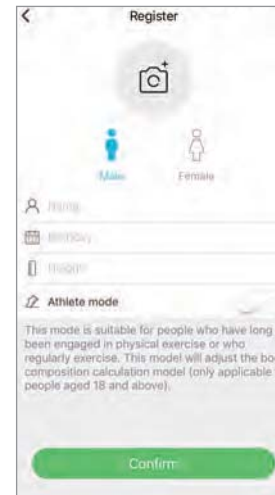 Register
Male Female
Name
Birthday
Height
Athlete mode
This mode is suitable for people who have long
been engaged in physical exercise or who
regularly exercise. This model will adjust the bo
composition calculation model (only applicable
people aged 18 and above).
Confirm